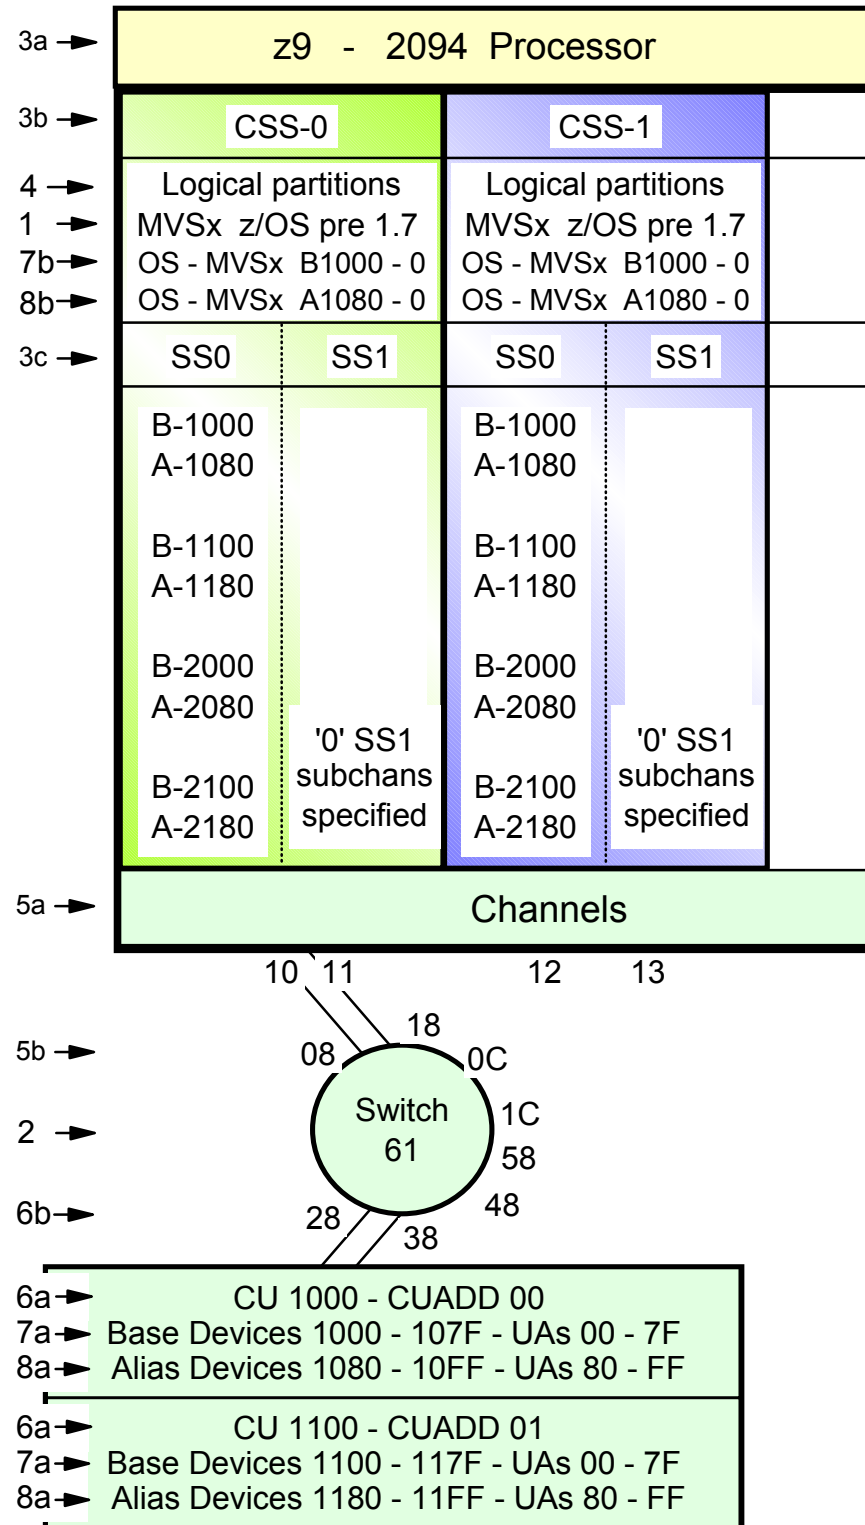 3a z9 - 2094 Processor
3b CSS-0 CSS-1
4 Logical partitions Logical partitions
1 MVSx z/OS pre 1.7 MVSx z/OS pre 1.7
7b OS - MVSx B1000 - 0 OS - MVSx B1000 - 0
8b OS - MVSx A1080 - 0 OS - MVSx A1080 - 0
3c SS0 SS1 SS0 SS1
B-1000 B-1000
A-1080 A-1080
B-1100 B-1100
A-1180 A-1180
B-2000 B-2000
A-2080 A-2080
'0' SS1 '0' SS1
B-2100 subchans B-2100 subchans
A-2180 specified A-2180 specified
5a Channels
10 11 12 13
18
5b 08 0C
Switch 1C
2 61 58
48
6b 28 38
6a CU 1000 - CUADD 00
7a Base Devices 1000 - 107F - UAs 00 - 7F
8a Alias Devices 1080 - 10FF - UAs 80 - FF
6a CU 1100 - CUADD 01
7a Base Devices 1100 - 117F - UAs 00 - 7F
8a Alias Devices 1180 - 11FF - UAs 80 - FF